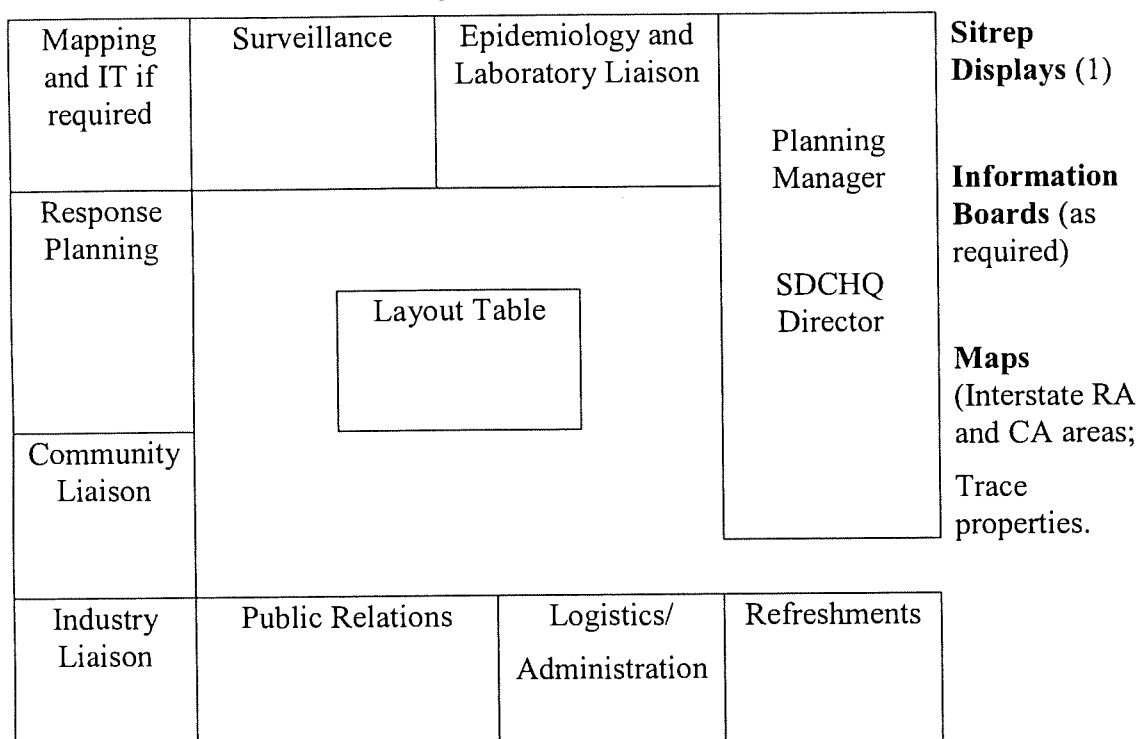 Mapping
and IT if
required
Surveillance
Epidemiology and
Laboratory Liaison
Planning
Manager
SDCHQ
Director
Sitrep
Displays (1)
Information
Boards (as
required)
Maps
(Interstate RA
and CA areas;
Trace
properties.
Response
Planning
Layout Table
Community
Liaison
Industry
Liaison
Public Relations
Logistics/
Administration
Refreshments